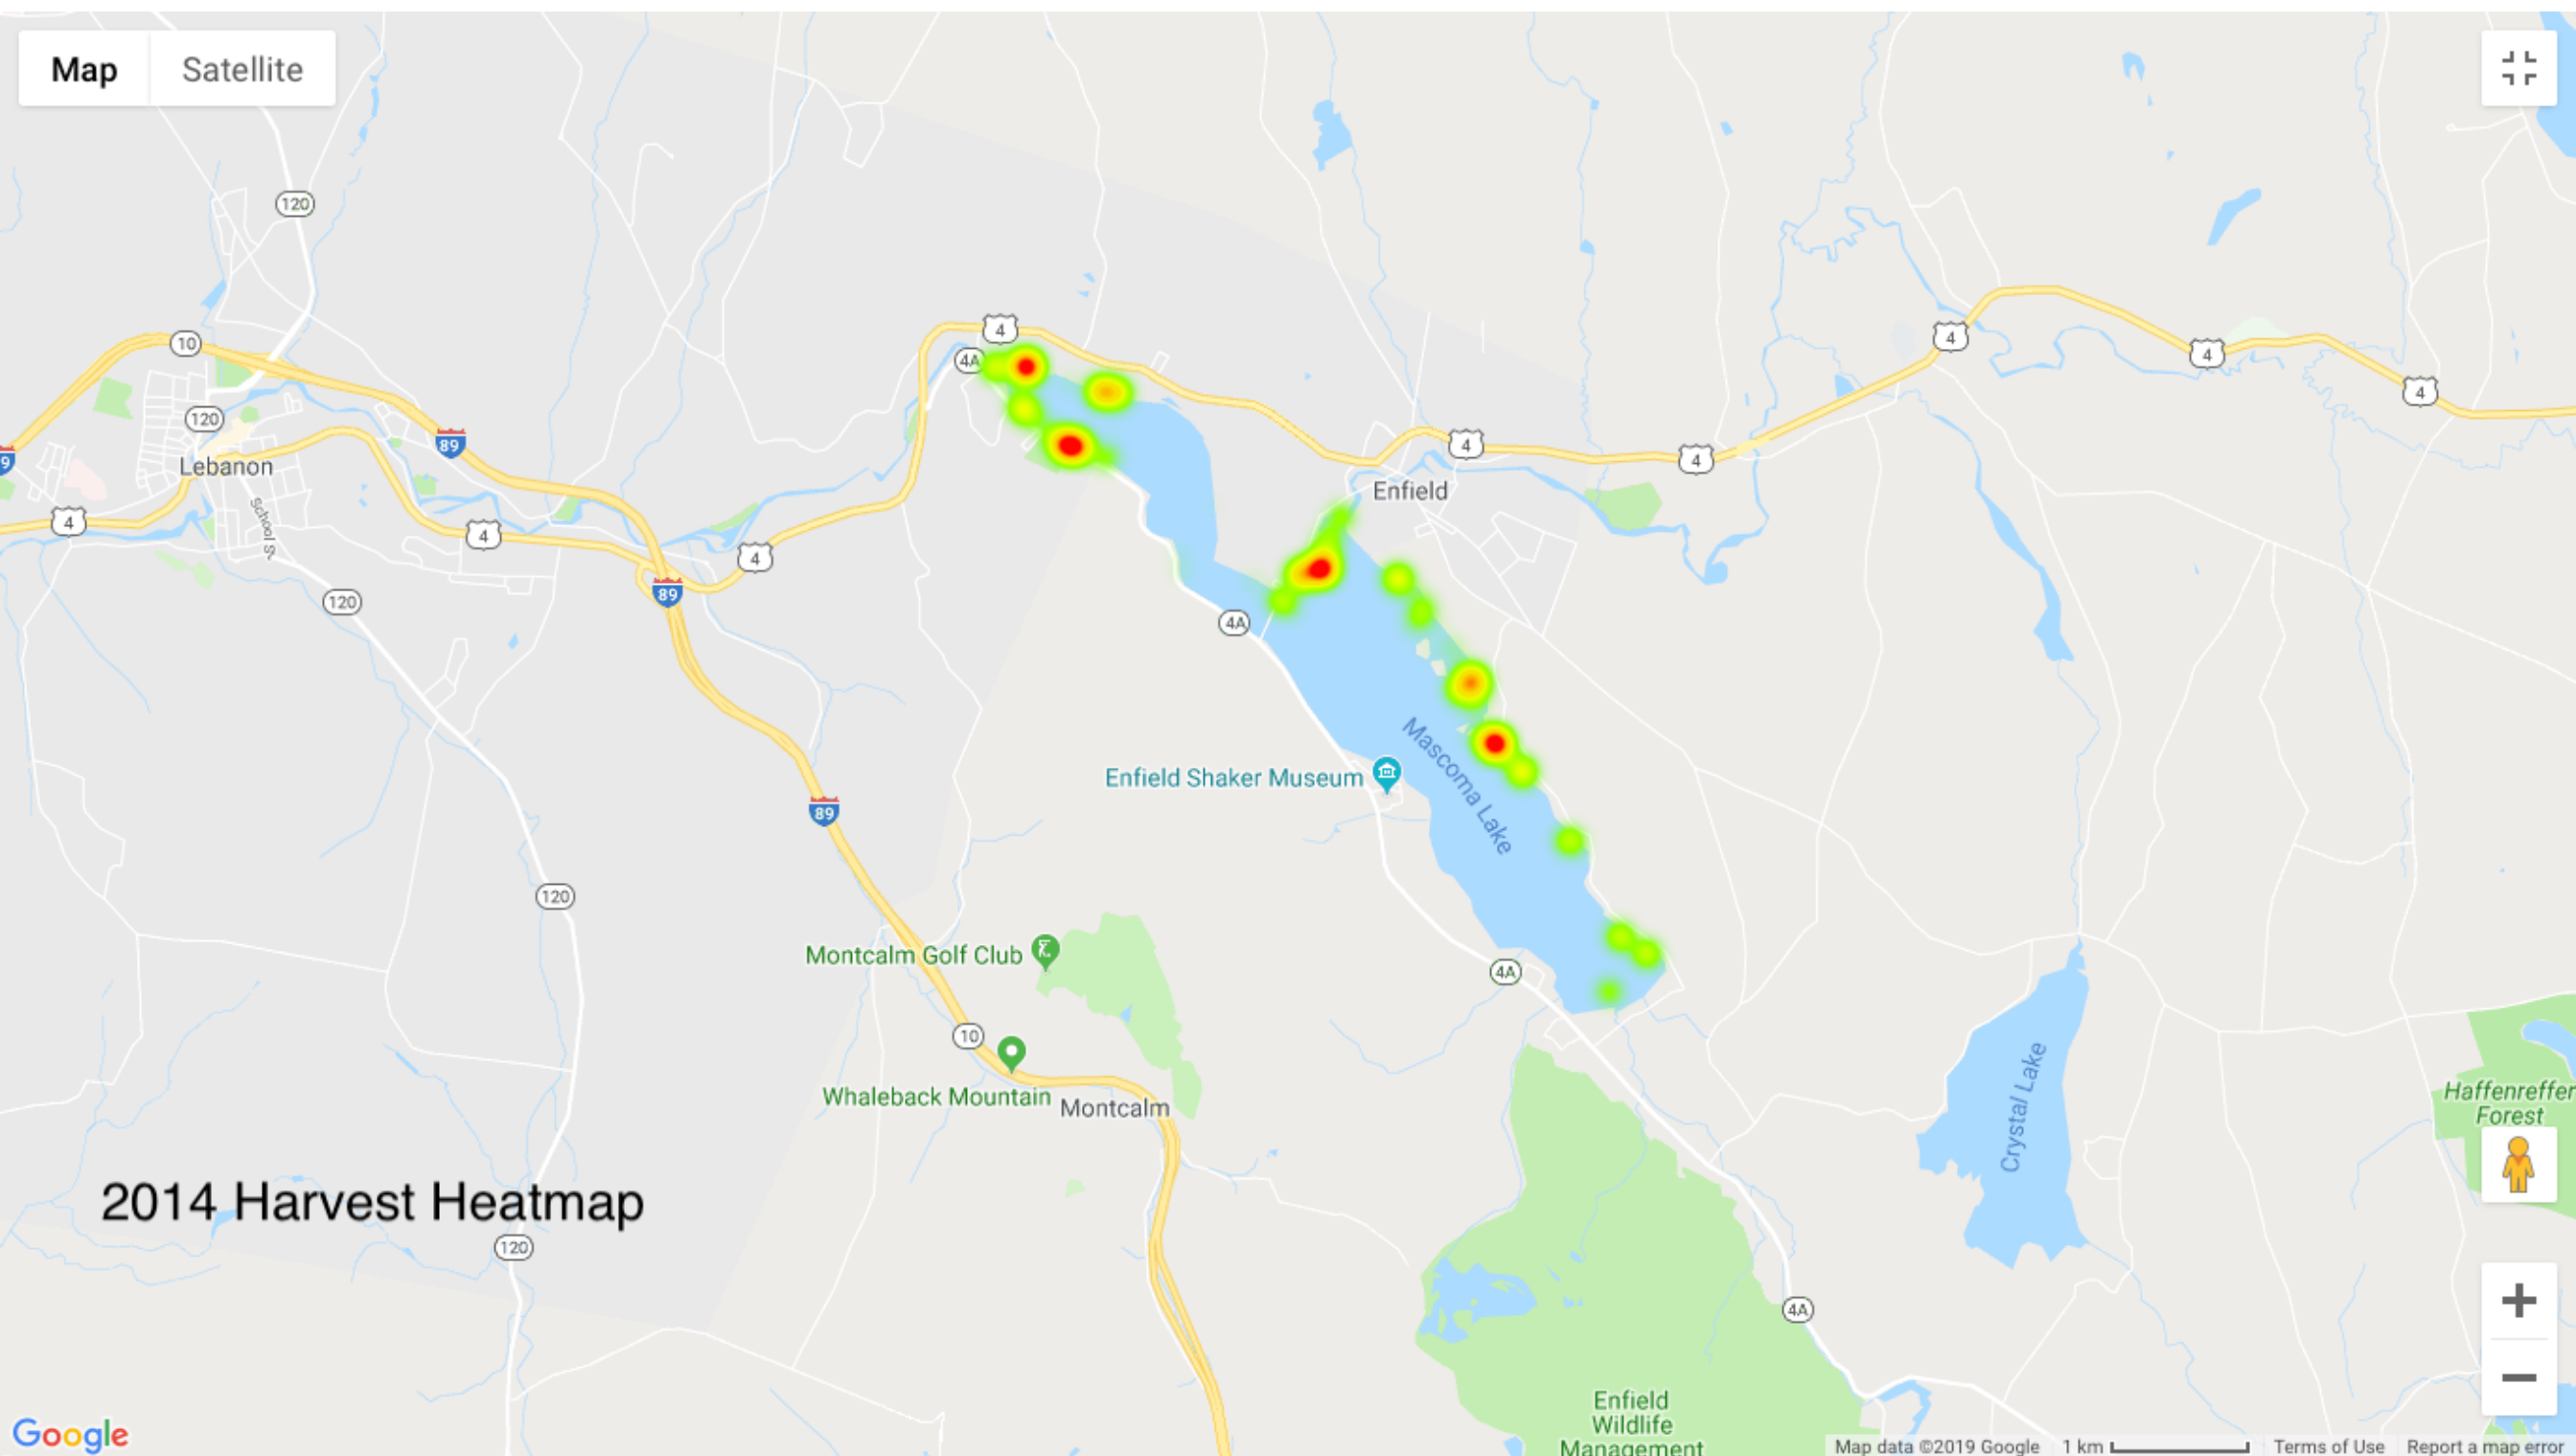 Map
Satellite
120
10
4
4A
4
4
4
120
89
4
4
4
9
Lebanon
Enfield
School St
4
4
4
89
120
4A
Mascoma Lake
Enfield Shaker Museum
89
120
Montcalm Golf Club
4A
10
Whaleback Mountain
Montcalm
Crystal Lake
Haffenreffer
Forest
2014 Harvest Heatmap
120
4A
Enfield
Wildlife
Management
Google
Map data ©2019 Google
1 km
Terms of Use
Report a map error